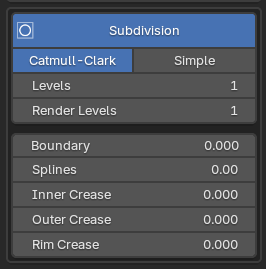 Subdivision
Catmull-Clark Simple
Levels 1
Render Levels 1
Boundary 0.000
Splines 0.00
Inner Crease 0.000
Outer Crease 0.000
Rim Crease 0.000